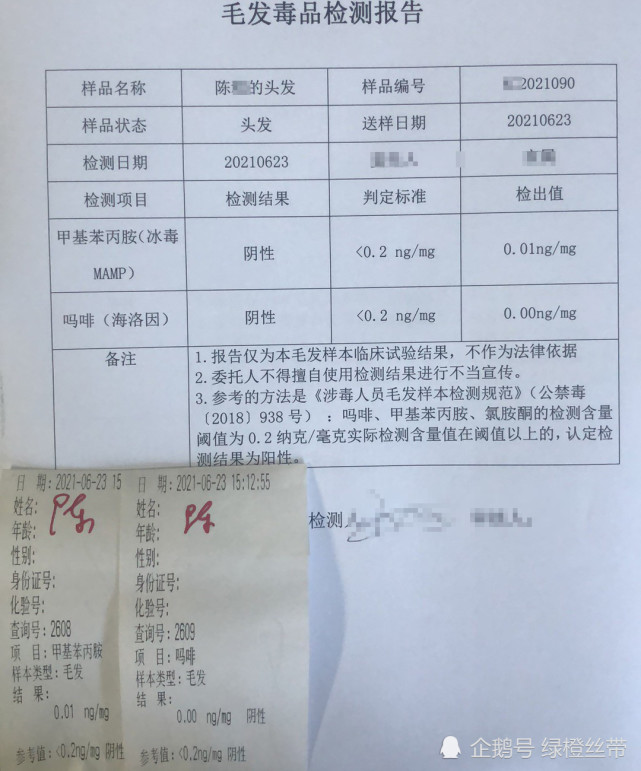 毛发毒品检测报告
样品名称 陈 的头发 样品编号 2021090
样品状态 头发 送样日期 20210623
检测日期 20210623
检测项目 检测结果 判定标准 检出值
甲基苯丙胺(冰毒MAMP) 阴性 <0.2 ng/mg 0.01ng/mg
吗啡（海洛因） 阴性 <0.2 ng/mg 0.00ng/mg
备注 1.报告仅为本毛发样本临床试验结果，不作为法律依据
2.委托人不得擅自使用检测结果进行不当宣传。
3.参考的方法是《涉毒人员毛发样本检测规范》(公禁毒
〔2018〕938号)：吗啡、甲基苯丙胺、氯胺酮的检测含量
阈值为0.2纳克/毫克实际检测含量值在阈值以上的，认定检
测结果为阳性。
检测
日 期:2021-06-23 15
姓名: 陈
年龄:
性别:
身份证号:
化验号:
查询号:2608
项 目:甲基苯丙胺
样本类型:毛发
结 果:
0.01 ng/mg
参考值:<0.2ng/mg 阴性
日 期:2021-06-23 15:12:55
姓名: 陈
年龄:
性别:
身份证号:
化验号:
查询号:2609
项 目:吗啡
样本类型:毛发
结 果:
0.00 ng/mg 阴性
参考值:<0.2ng/mg 阴性
企鹅号 绿橙丝带